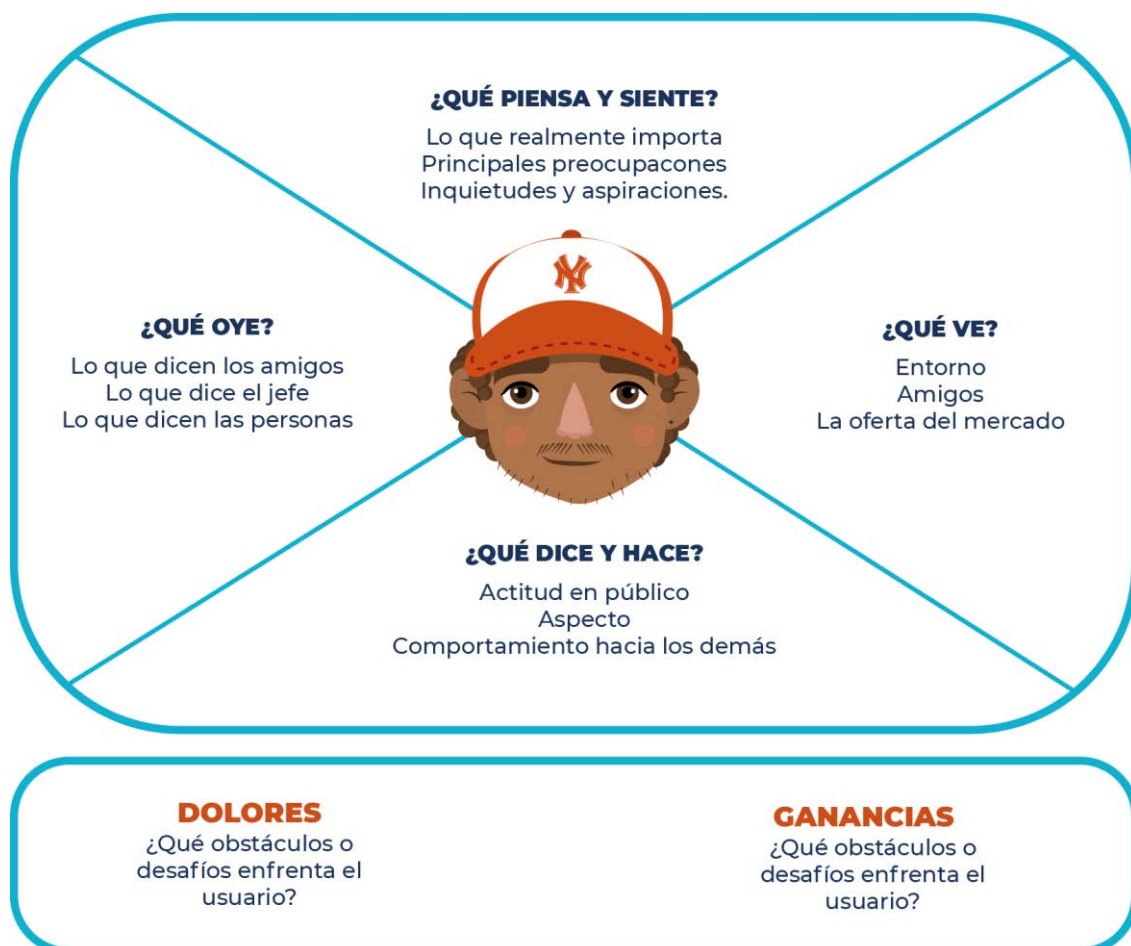 ¿QUÉ PIENSA Y SIENTE?
Lo que realmente importa
Principales preocupacones
Inquietudes y aspiraciones.
NY
¿QUÉ OYE?
Lo que dicen los amigos
Lo que dice el jefe
Lo que dicen las personas
¿QUÉ VE?
Entorno
Amigos
La oferta del mercado
¿QUÉ DICE Y HACE?
Actitud en público
Aspecto
Comportamiento hacia los demás
DOLORES
¿Qué obstáculos o
desafíos enfrenta el
usuario?
GANANCIAS
¿Qué obstáculos o
desafíos enfrenta el
usuario?